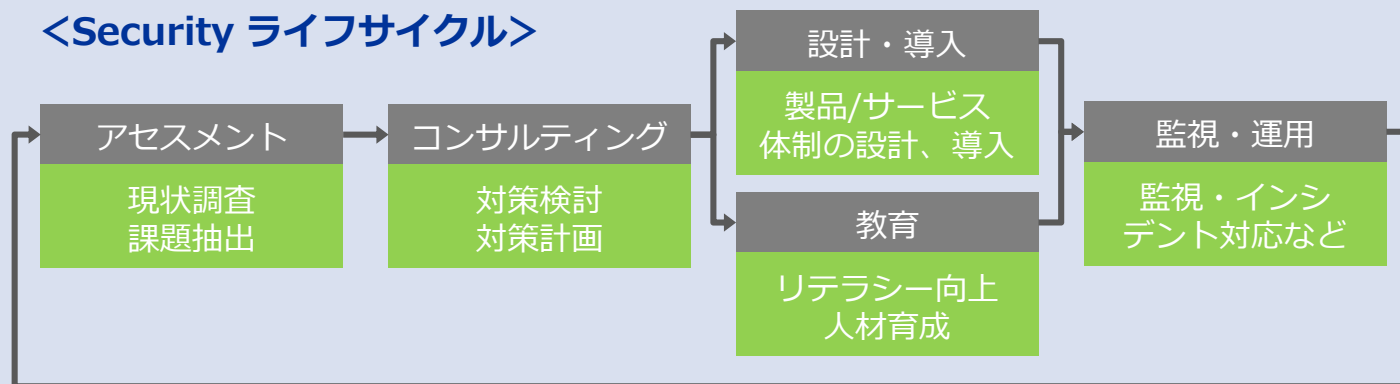 <Security ライフサイクル>
アセスメント
現状調査
課題抽出
コンサルティング
対策検討
対策計画
設計・導入
製品/サービス
体制の設計、導入
教育
リテラシー向上
人材育成
監視・運用
監視・インシ
デント対応など